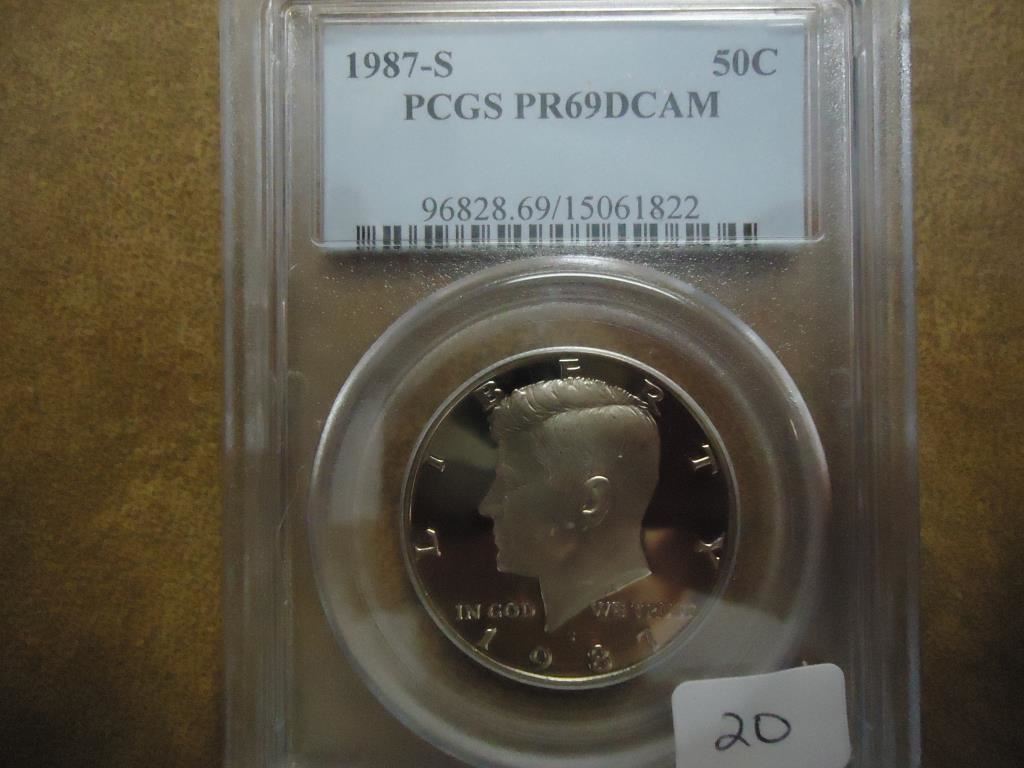 1987-S 50C
PCGS PR69DCAM
96828.69/15061822
LIBERTY
IN GOD WE TRUST
1987
20